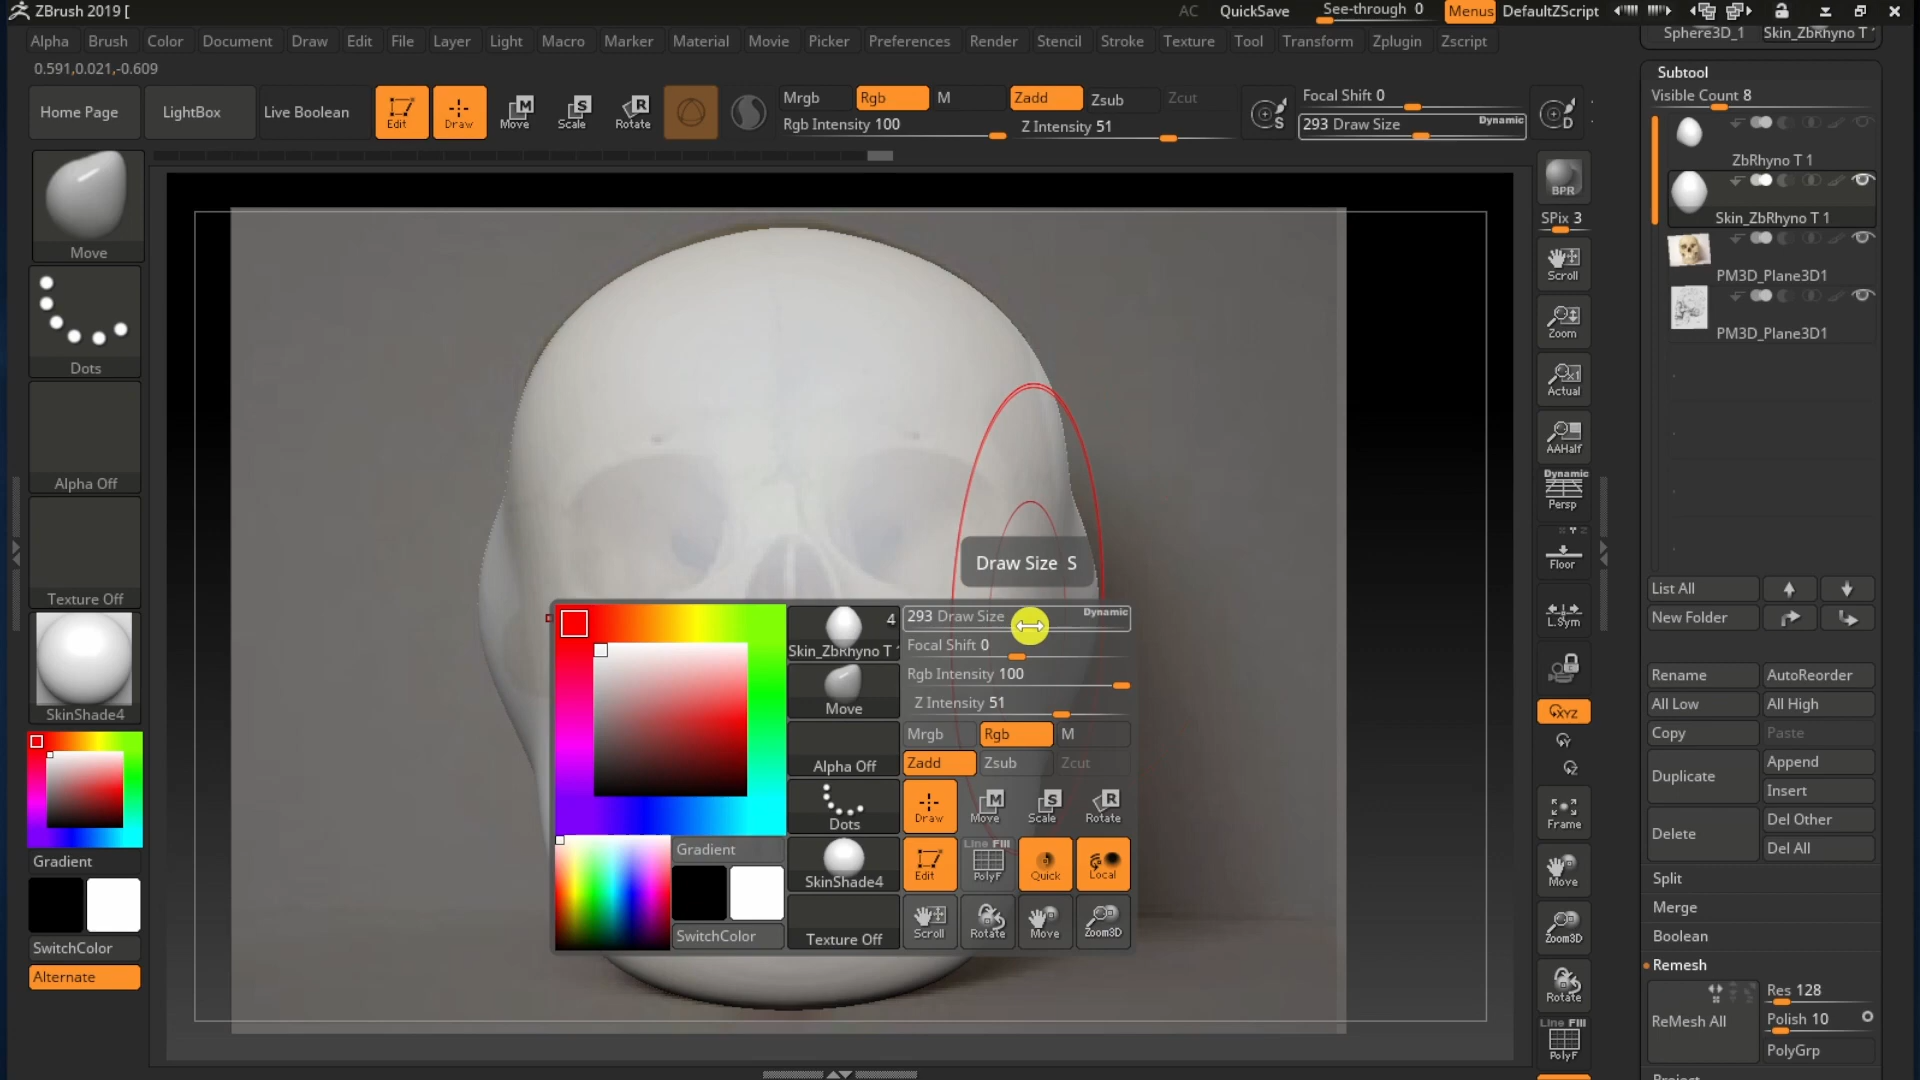 ZBrush 2019 [
AC
QuickSave
See-through 0
Menus
DefaultZScript
Alpha Brush Color Document Draw Edit File Layer Light Macro Marker Material Movie Picker Preferences Render Stencil Stroke Texture Tool Transform Zplugin Zscript
0.591,0.021,-0.609
Home Page
LightBox
Live Boolean
Edit
Draw
Move
Scale
Rotate
Mrgb
Rgb
M
Rgb Intensity 100
Zadd
Zsub
Zcut
Z Intensity 51
Focal Shift 0
293 Draw Size
Dynamic
Move
Dots
Alpha Off
Texture Off
SkinShade4
Gradient
SwitchColor
Alternate
Draw Size S
4
Skin_ZbRhyno T
Move
Alpha Off
Dots
SkinShade4
Texture Off
Gradient
SwitchColor
293 Draw Size
Dynamic
Focal Shift 0
Rgb Intensity 100
Z Intensity 51
Mrgb
Rgb
M
Zadd
Zsub
Zcut
Draw
Move
Scale
Rotate
Edit
Line Fill
PolyF
Quick
Local
Scroll
Rotate
Move
Zoom3D
BPR
SPix 3
Scroll
Zoom
Actual
AAHalf
Dynamic
Persp
Floor
L.Sym
XYZ
Frame
Move
Zoom3D
Rotate
Line Fill
PolyF
Sphere3D_1
Skin_ZbRhyno T
Subtool
Visible Count 8
ZbRhyno T 1
Skin_ZbRhyno T 1
PM3D_Plane3D1
PM3D_Plane3D1
List All
New Folder
Rename
AutoReorder
All Low
All High
Copy
Paste
Duplicate
Append
Insert
Delete
Del Other
Del All
Split
Merge
Boolean
Remesh
ReMesh All
Res 128
Polish 10
PolyGrp